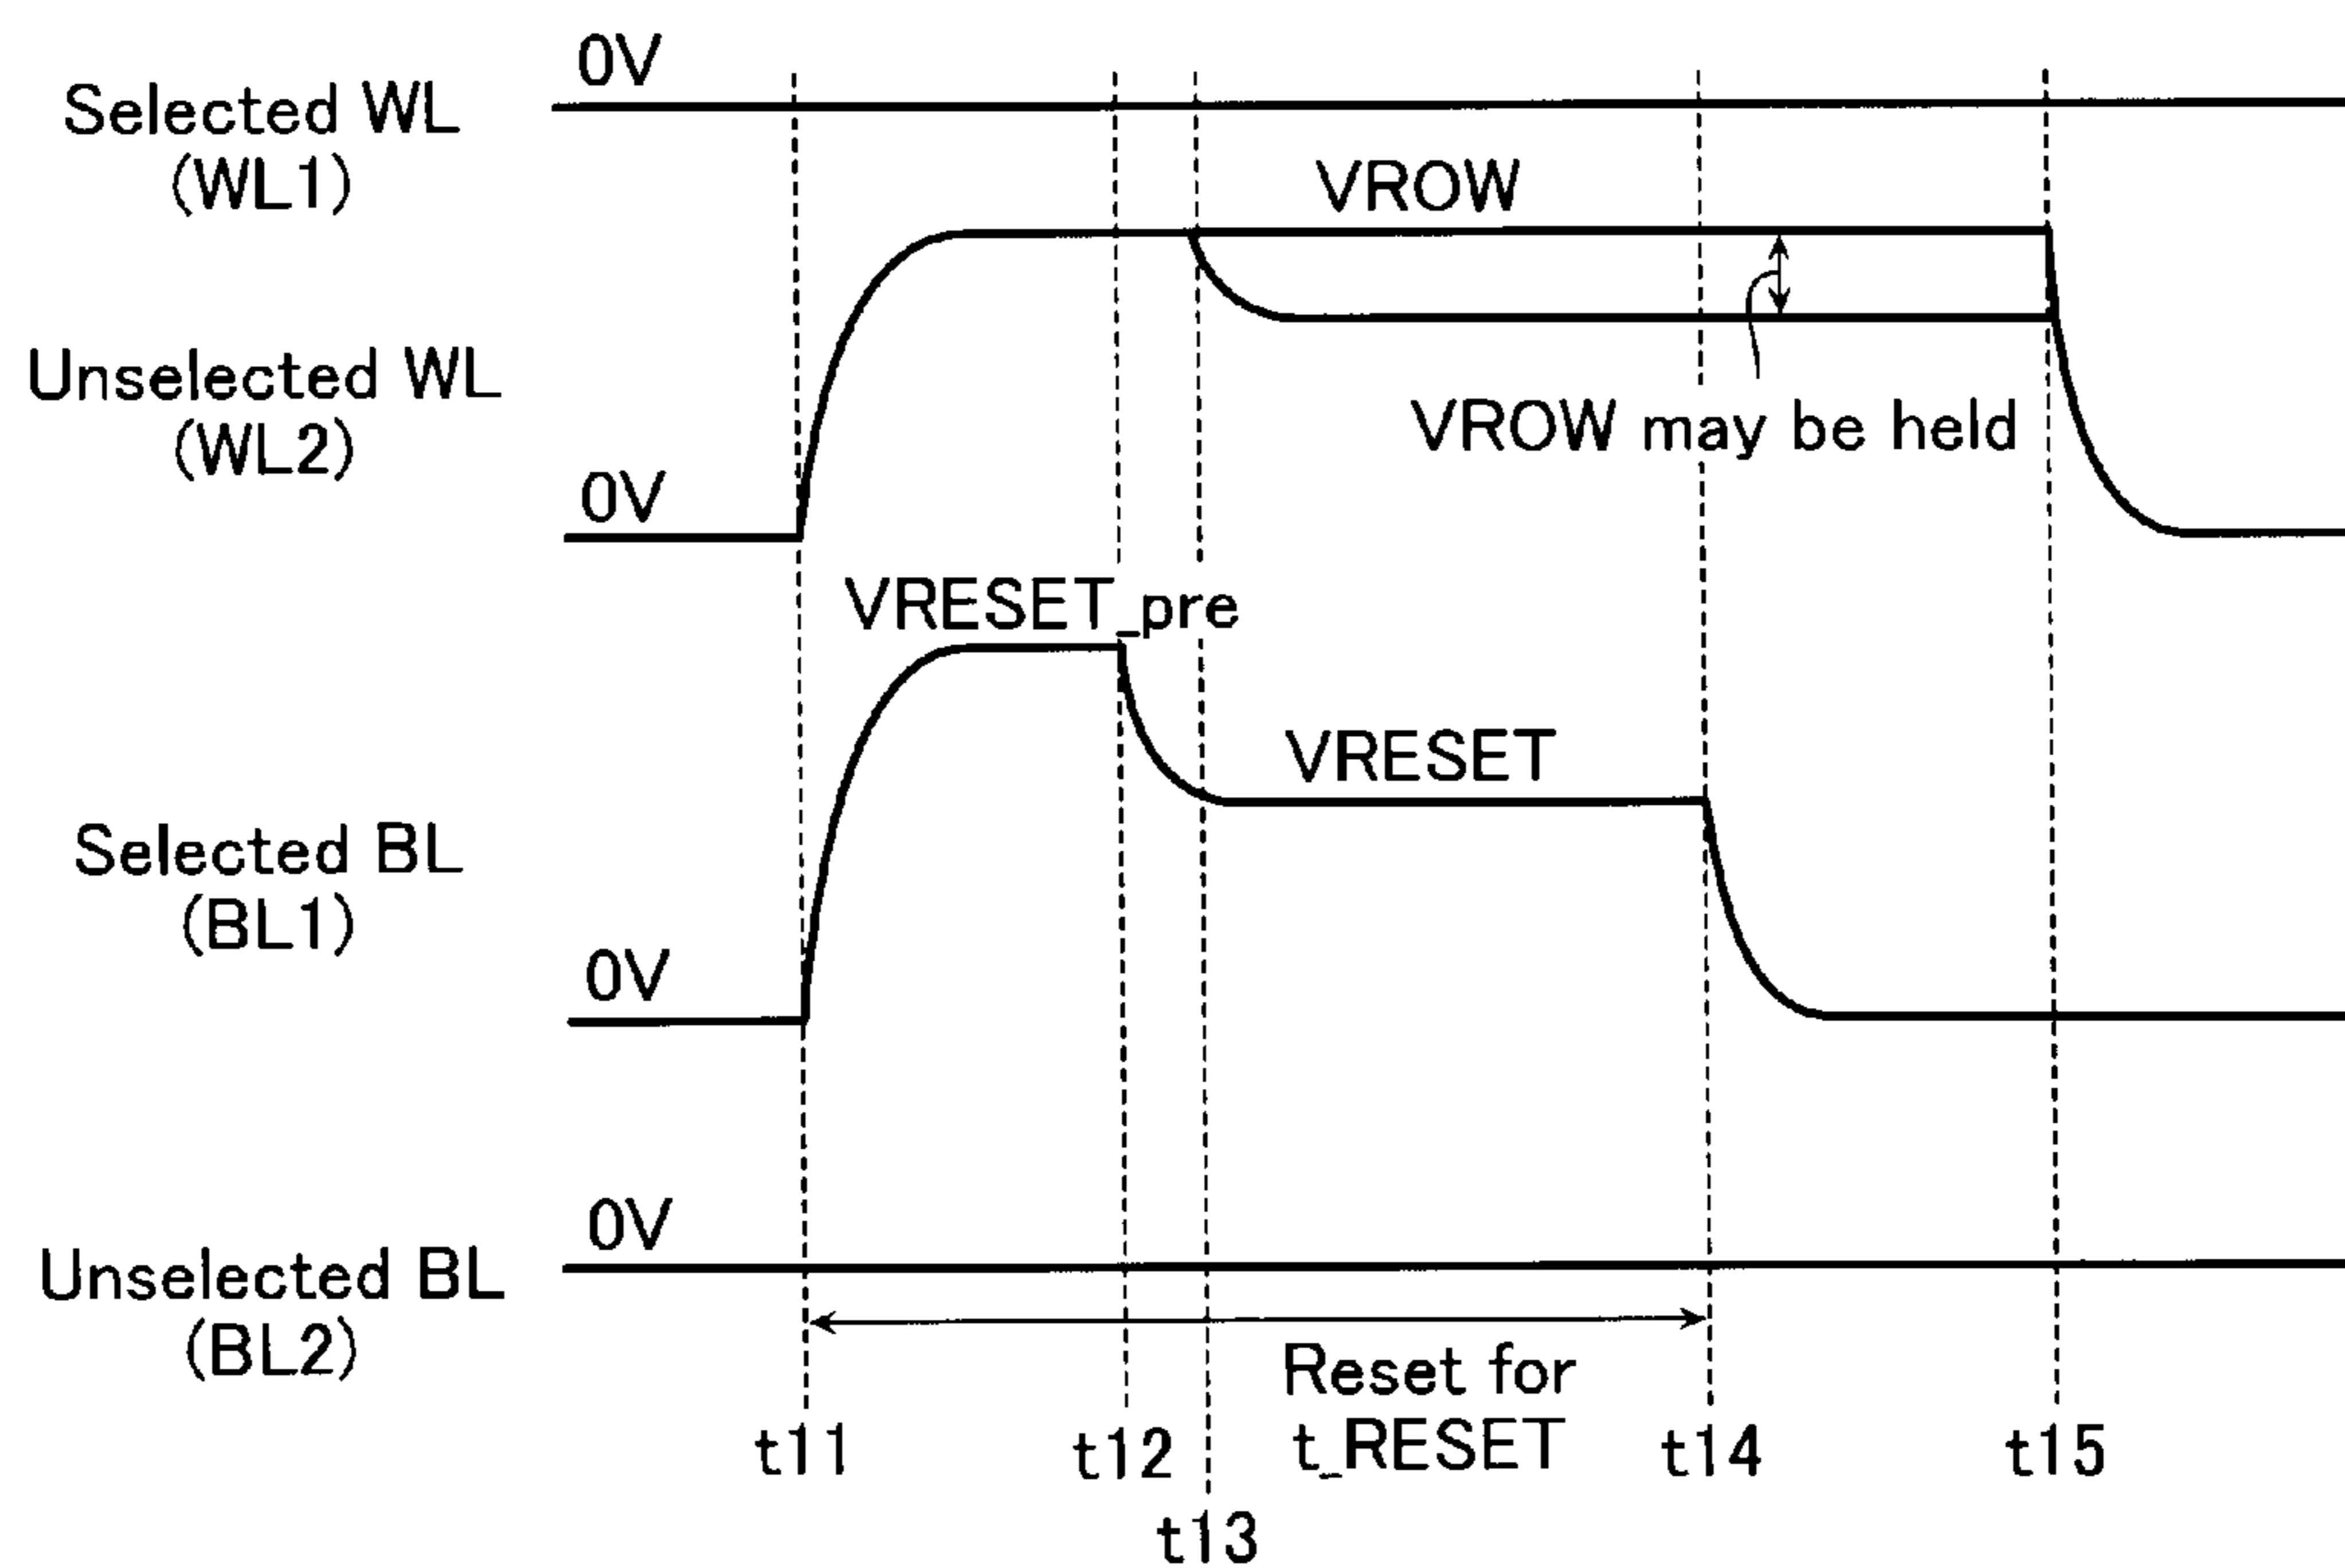 0V
Selected WL
(WL1)
VROW
Unselected WL
(WL2)
VROW may be held
0V
VRESET_pre
VRESET
Selected BL
(BL1)
0V
0V
Unselected BL
(BL2)
Reset for
t_RESET
t11
t12
t13
t14
t15